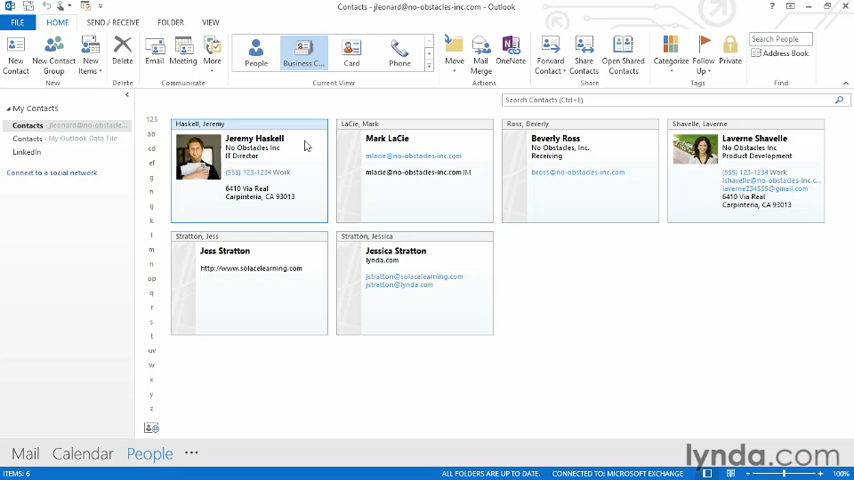 Contacts - jleonard@no-obstacles-inc.com - Outlook
FILE HOME SEND / RECEIVE FOLDER VIEW
New Contact
New Contact Group
New Items
Delete
Email
Meeting
More
People
Business C...
Card
Phone
Move
Mail Merge
OneNote
Forward Contact
Share Contacts
Open Shared Contacts
Categorize
Follow Up
Private
Search People
Address Book
New Delete Communicate Current View Actions Share Tags Find
Search Contacts (Ctrl+E)
My Contacts
Contacts - jleonard@no-obstacle...
Contacts - My Outlook Data File
LinkedIn
Connect to a social network
123
ab
cd
ef
g
h
ij
k
l
m
n
op
q
r
s
t
uv
w
x
y
z
Haskell, Jeremy
Jeremy Haskell
No Obstacles Inc
IT Director
(555) 123-1234 Work
6410 Via Real
Carpinteria, CA 93013
LaCie, Mark
Mark LaCie
mlacie@no-obstacles-inc.com
mlacie@no-obstacles-inc.com IM
Ross, Beverly
Beverly Ross
No Obstacles, Inc.
Receiving
bross@no-obstacles-inc.com
Shavelle, Laverne
Laverne Shavelle
No Obstacles Inc
Product Development
(555) 123-1234 Work
lshavelle@no-obstacles-inc.c...
laverne234555@gmail.com
6410 Via Real
Carpinteria, CA 93013
Stratton, Jess
Jess Stratton
http://www.solacelearning.com
Stratton, Jessica
Jessica Stratton
lynda.com
jstratton@solacelearning.com
jstratton@lynda.com
Mail Calendar People •••
lynda.com
ITEMS: 6 ALL FOLDERS ARE UP TO DATE. CONNECTED TO: MICROSOFT EXCHANGE 100%